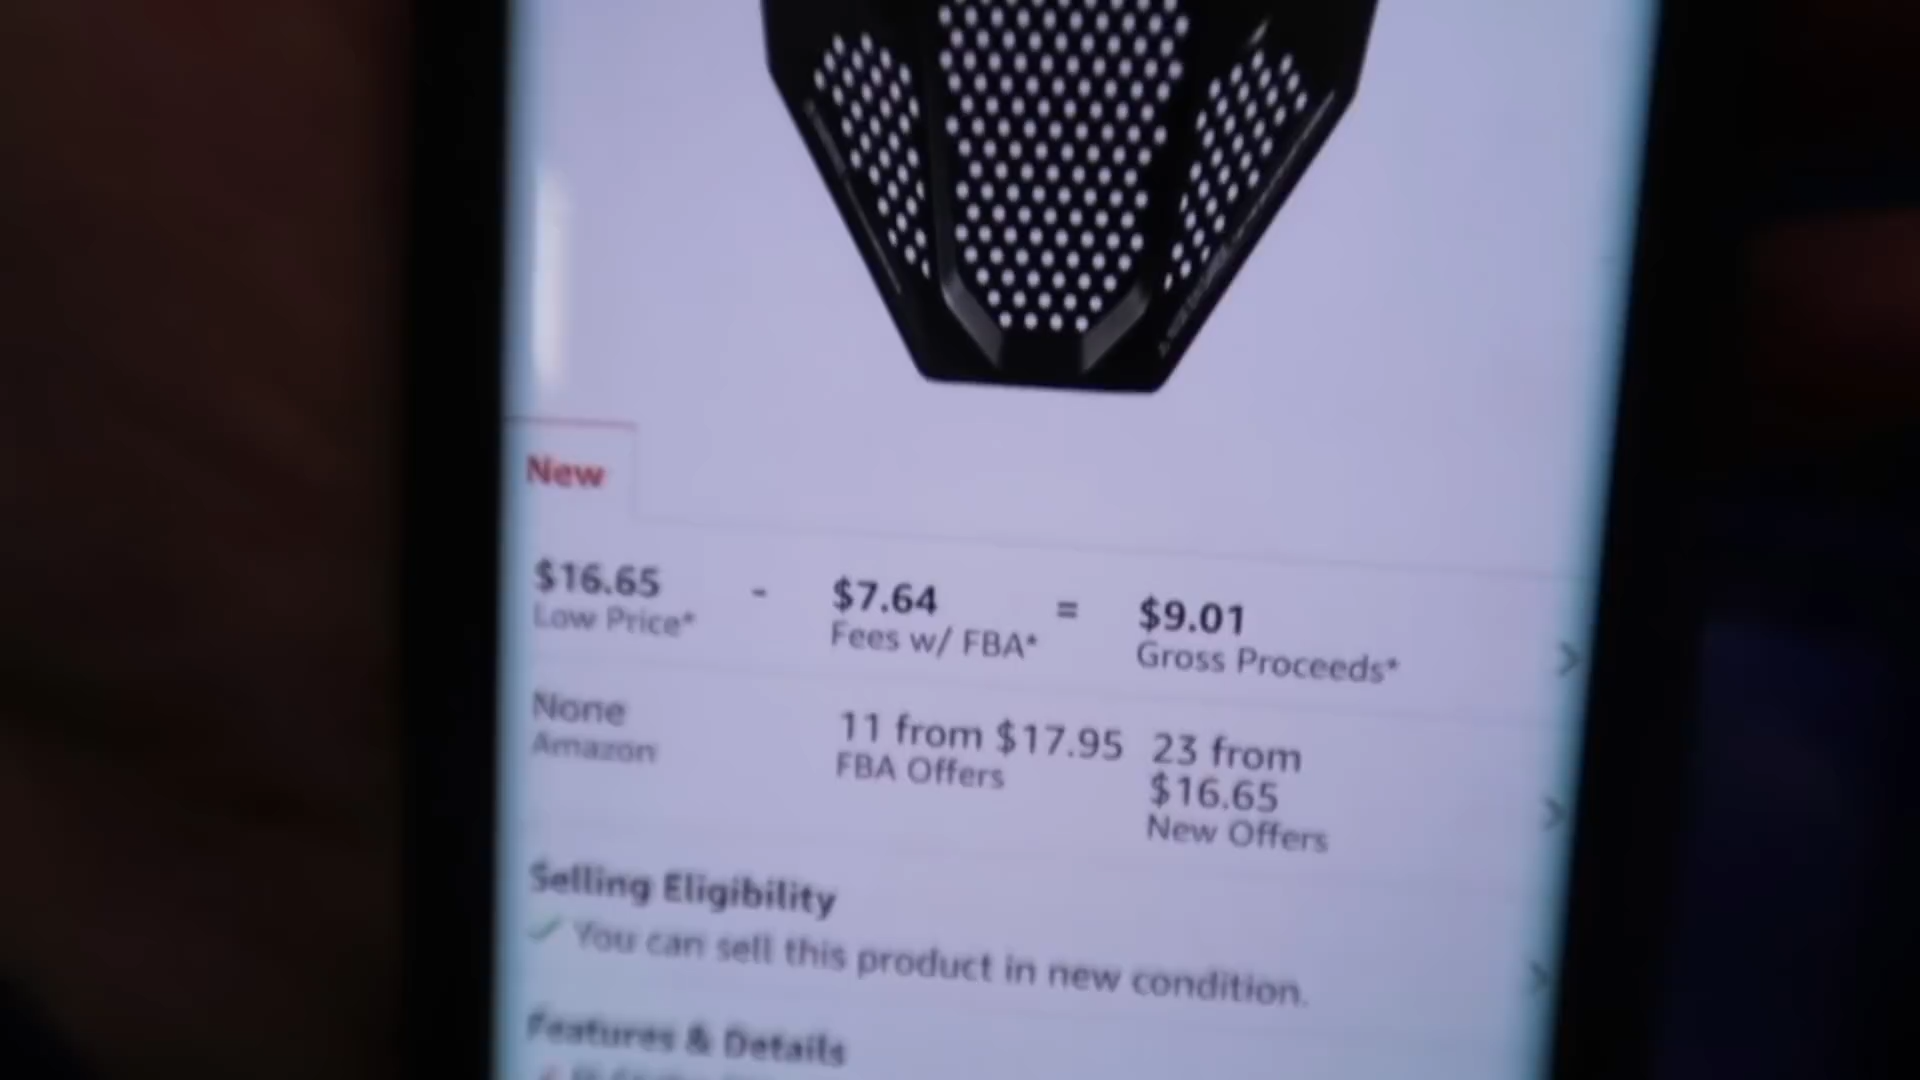 New
$16.65 - $7.64 = $9.01
Low Price* Fees w/ FBA* Gross Proceeds*
None 11 from $17.95 23 from
Amazon FBA Offers $16.65
New Offers
Selling Eligibility
You can sell this product in new condition.
Features & Details